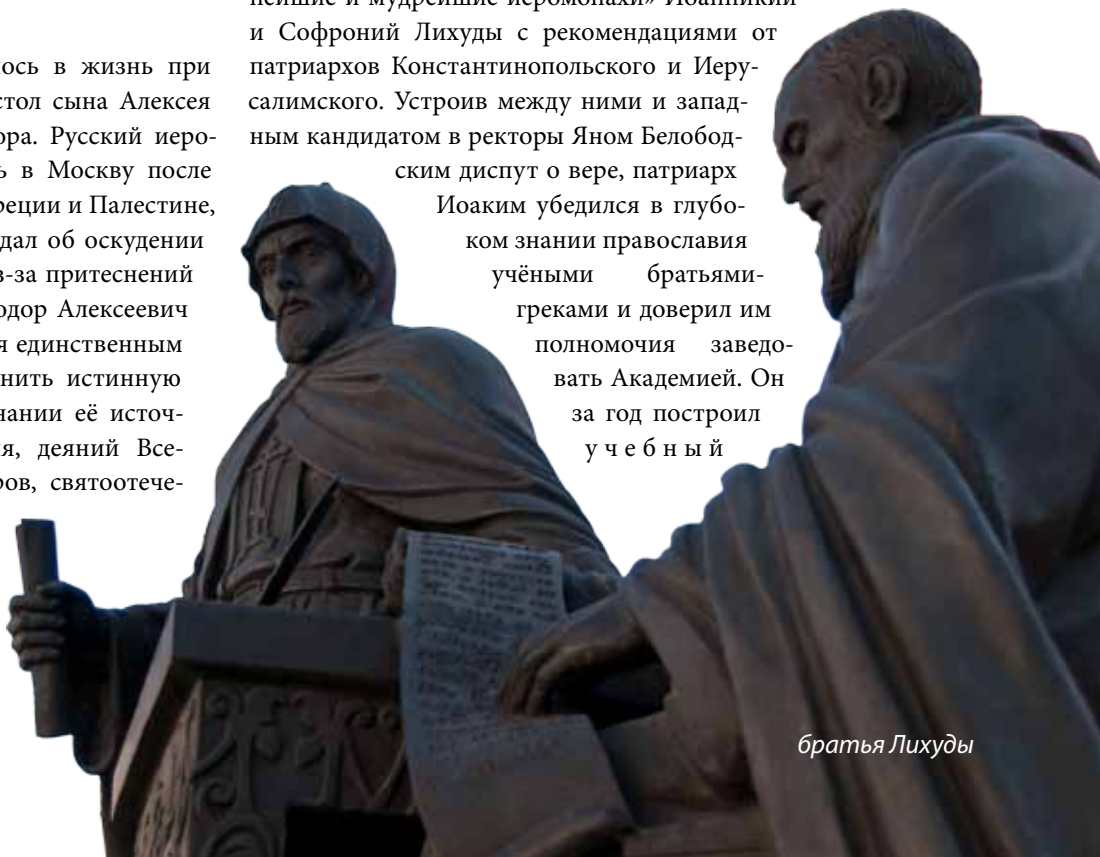 ось в жизнь при
стол сына Алексея
ора. Русский иеро-
ь в Москву после
реции и Палестине,
дал об оскудении
з-за притеснений
одор Алексеевич
я единственным
нить истинную
нании её источ-
я, деяний Все-
ров, святоотече-
нейшие и мудрейшие иеромонахи» Иоанникий
и Софроний Лихуды с рекомендациями от
патриархов Константинопольского и Иеру-
салимского. Устроив между ними и запад-
ным кандидатом в ректоры Яном Белобод-
ским диспут о вере, патриарх
Иоаким убедился в глубо-
ком знании православия
учёными братьями-
греками и доверил им
полномочия заведо-
вать Академией. Он
за год построил
учебный
братья Лихуды